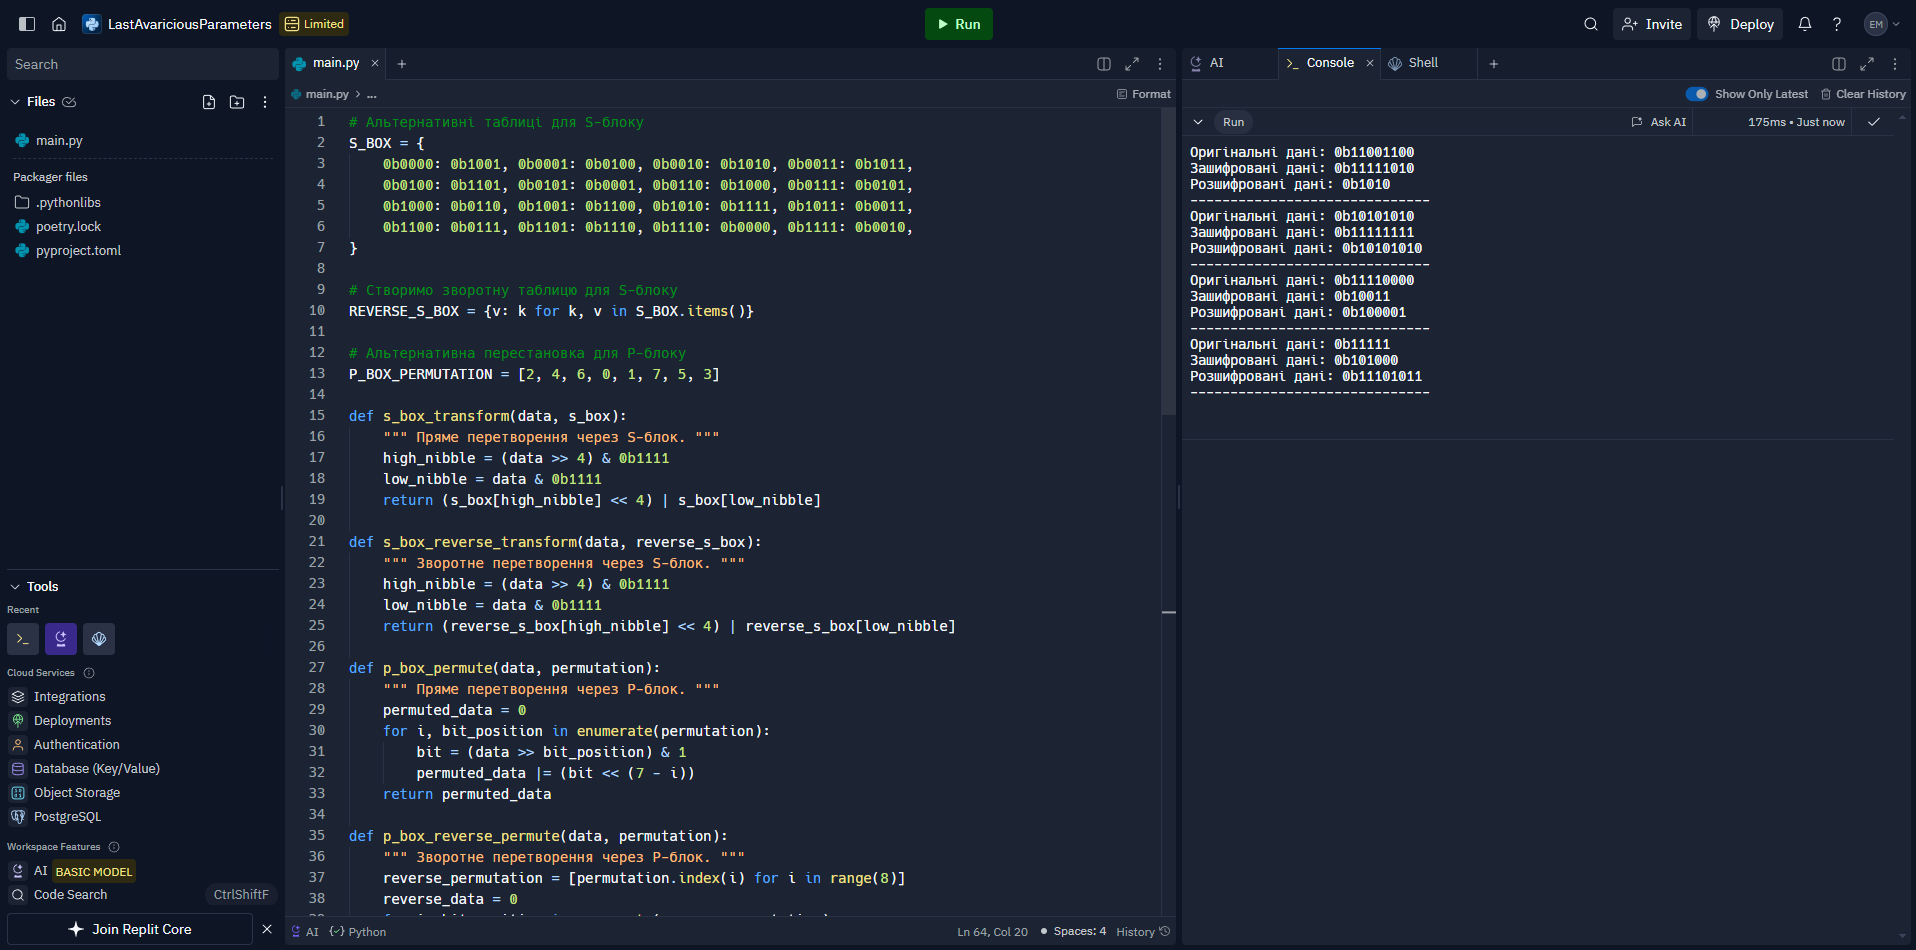 LastAvariciousParameters
Limited
Run
Invite
Deploy
EM
Search
Files
main.py
Packager files
.pythonlibs
poetry.lock
pyproject.toml
Tools
Recent
Cloud Services
Integrations
Deployments
Authentication
Database (Key/Value)
Object Storage
PostgreSQL
Workspace Features
AI BASIC MODEL
Code Search CtrlShiftF
Join Replit Core
main.py
main.py > ...
Format
1 # Альтернативні таблиці для S-блоку
2 S_BOX = {
3 0b0000: 0b1001, 0b0001: 0b0100, 0b0010: 0b1010, 0b0011: 0b1011,
4 0b0100: 0b1101, 0b0101: 0b0001, 0b0110: 0b1000, 0b0111: 0b0101,
5 0b1000: 0b0110, 0b1001: 0b1100, 0b1010: 0b1111, 0b1011: 0b0011,
6 0b1100: 0b0111, 0b1101: 0b1110, 0b1110: 0b0000, 0b1111: 0b0010,
7 }
8
9 # Створимо зворотну таблицю для S-блоку
10 REVERSE_S_BOX = {v: k for k, v in S_BOX.items()}
11
12 # Альтернативна перестановка для P-блоку
13 P_BOX_PERMUTATION = [2, 4, 6, 0, 1, 7, 5, 3]
14
15 def s_box_transform(data, s_box):
16 """ Пряме перетворення через S-блок. """
17 high_nibble = (data >> 4) & 0b1111
18 low_nibble = data & 0b1111
19 return (s_box[high_nibble] << 4) | s_box[low_nibble]
20
21 def s_box_reverse_transform(data, reverse_s_box):
22 """ Зворотне перетворення через S-блок. """
23 high_nibble = (data >> 4) & 0b1111
24 low_nibble = data & 0b1111
25 return (reverse_s_box[high_nibble] << 4) | reverse_s_box[low_nibble]
26
27 def p_box_permute(data, permutation):
28 """ Пряме перетворення через P-блок. """
29 permuted_data = 0
30 for i, bit_position in enumerate(permutation):
31 bit = (data >> bit_position) & 1
32 permuted_data |= (bit << (7 - i))
33 return permuted_data
34
35 def p_box_reverse_permute(data, permutation):
36 """ Зворотне перетворення через P-блок. """
37 reverse_permutation = [permutation.index(i) for i in range(8)]
38 reverse_data = 0
AI
Python
Ln 64, Col 20
Spaces: 4
History
AI
Console
Shell
Show Only Latest
Clear History
Run
Ask AI
175ms • Just now
Оригінальні дані: 0b11001100
Зашифровані дані: 0b11111010
Розшифровані дані: 0b1010
------------------------------
Оригінальні дані: 0b10101010
Зашифровані дані: 0b11111111
Розшифровані дані: 0b10101010
------------------------------
Оригінальні дані: 0b11110000
Зашифровані дані: 0b10011
Розшифровані дані: 0b100001
------------------------------
Оригінальні дані: 0b11111
Зашифровані дані: 0b101000
Розшифровані дані: 0b11101011
------------------------------